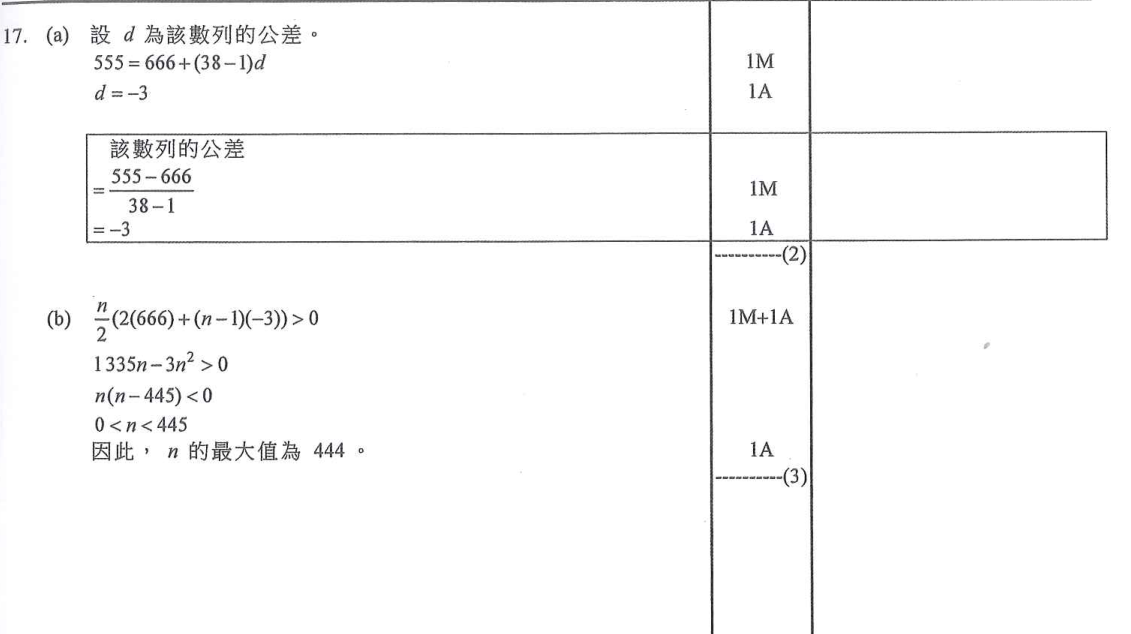 17. (a) 設 d 為該數列的公差。
555 = 666 + (38 − 1)d 1M
d = −3 1A
該數列的公差
= \frac{555 − 666}{38 − 1} 1M
= −3 1A
----------(2)
(b) \frac{n}{2}(2(666) + (n − 1)(−3)) > 0 1M+1A
1335n − 3n² > 0
n(n − 445) < 0
0 < n < 445
因此， n 的最大值為 444 。 1A
----------(3)